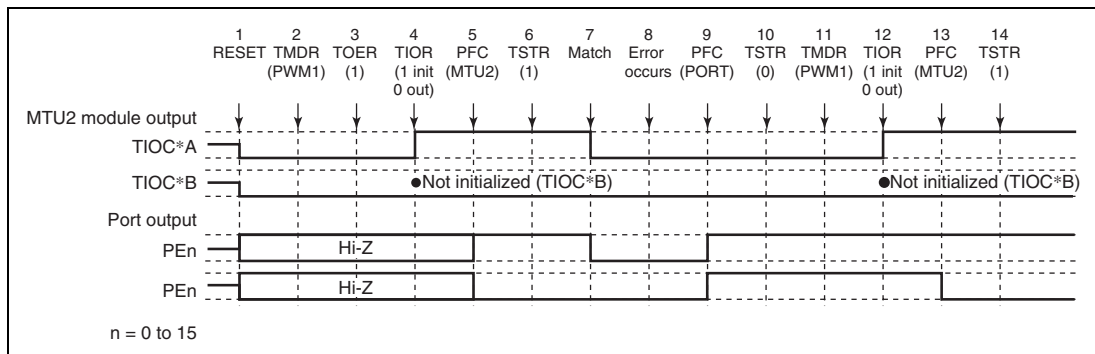 1 2 3 4 5 6 7 8 9 10 11 12 13 14
RESET TMDR TOER TIOR PFC TSTR Match Error PFC TSTR TMDR TIOR PFC TSTR
(PWM1) (1) (1 init (MTU2) (1) occurs (PORT) (0) (PWM1) (1 init (MTU2) (1)
0 out) 0 out)
MTU2 module output
TIOC*A
TIOC*B ●Not initialized (TIOC*B) ●Not initialized (TIOC*B)
Port output
PEn Hi-Z
PEn Hi-Z
n = 0 to 15